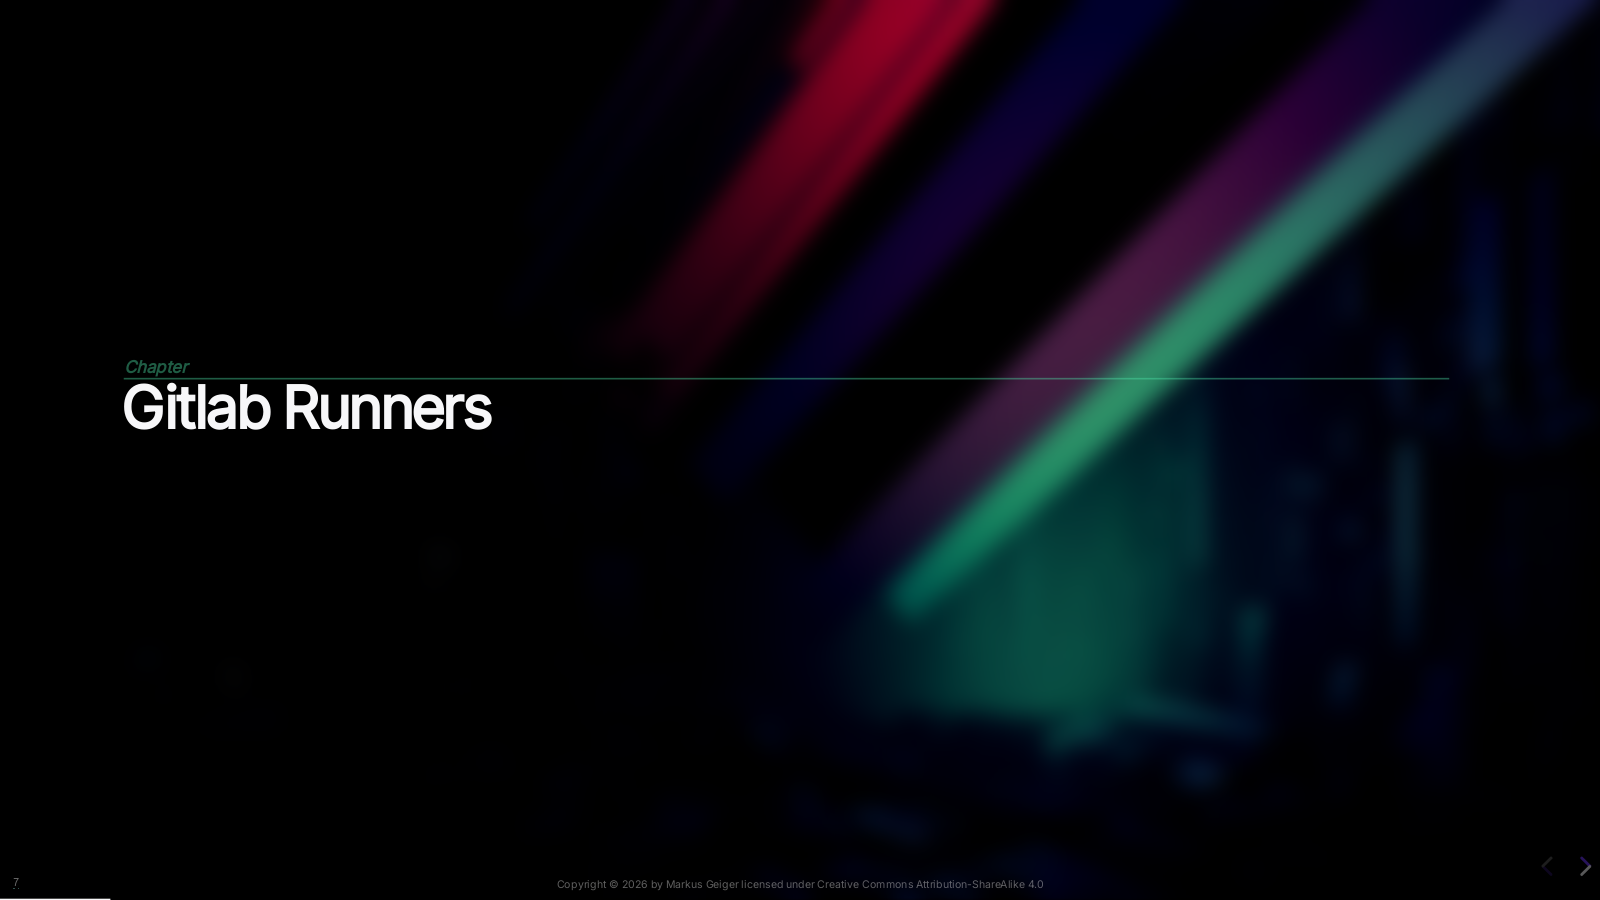 Chapter
Gitlab Runners
7
Copyright © 2026 by Markus Geiger licensed under Creative Commons Attribution-ShareAlike 4.0